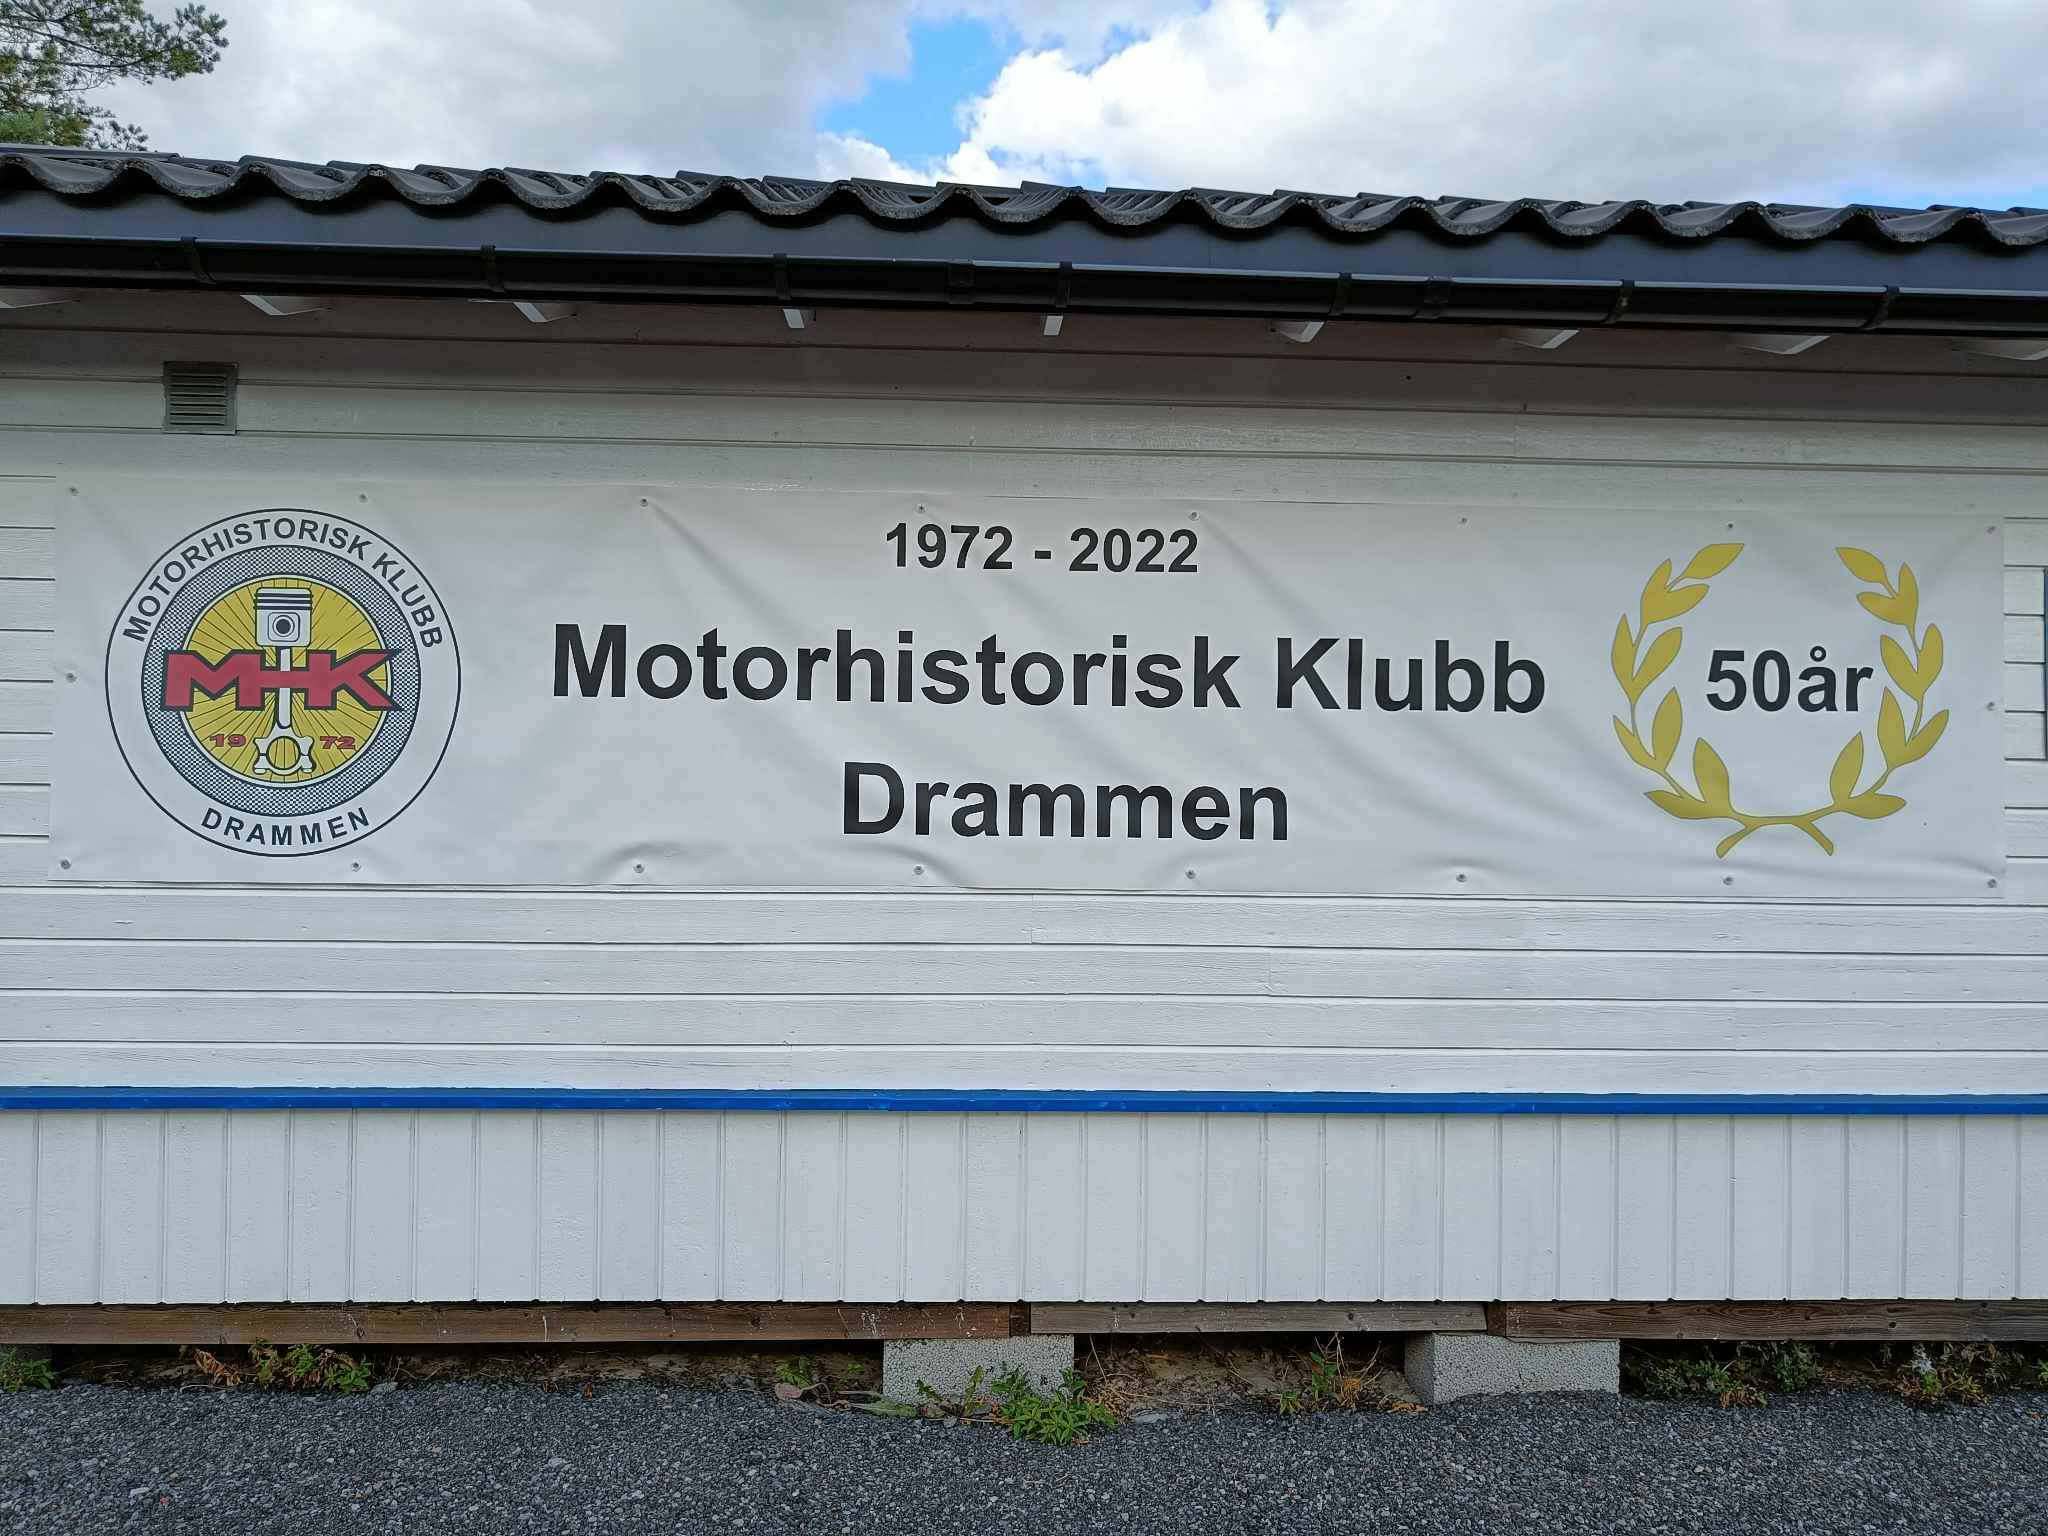 MOTORHISTORISK KLUBB
MHK
19 72
DRAMMEN
1972 - 2022
Motorhistorisk Klubb
Drammen
50år